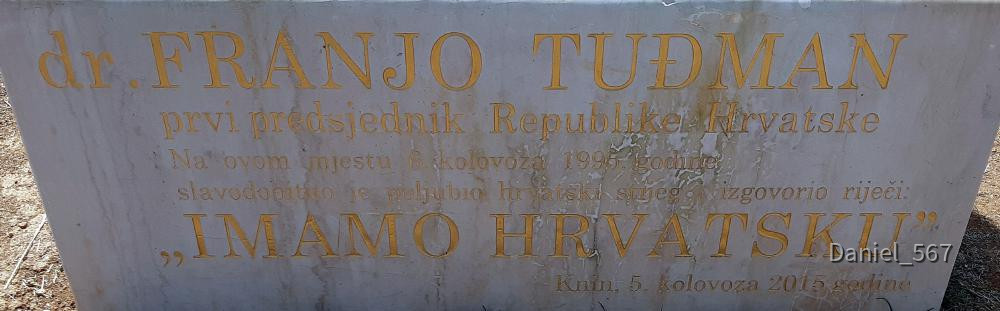 dr. FRANJO TUĐMAN
prvi predsjednik Republike Hrvatske
Na ovom mjestu 6. kolovoza 1995. godine
slavodobitno je poljubio hrvatski stijeg i izgovorio riječi:
„IMAMO HRVATSKU”
Knin, 5. kolovoza 2015 godine
Daniel_567